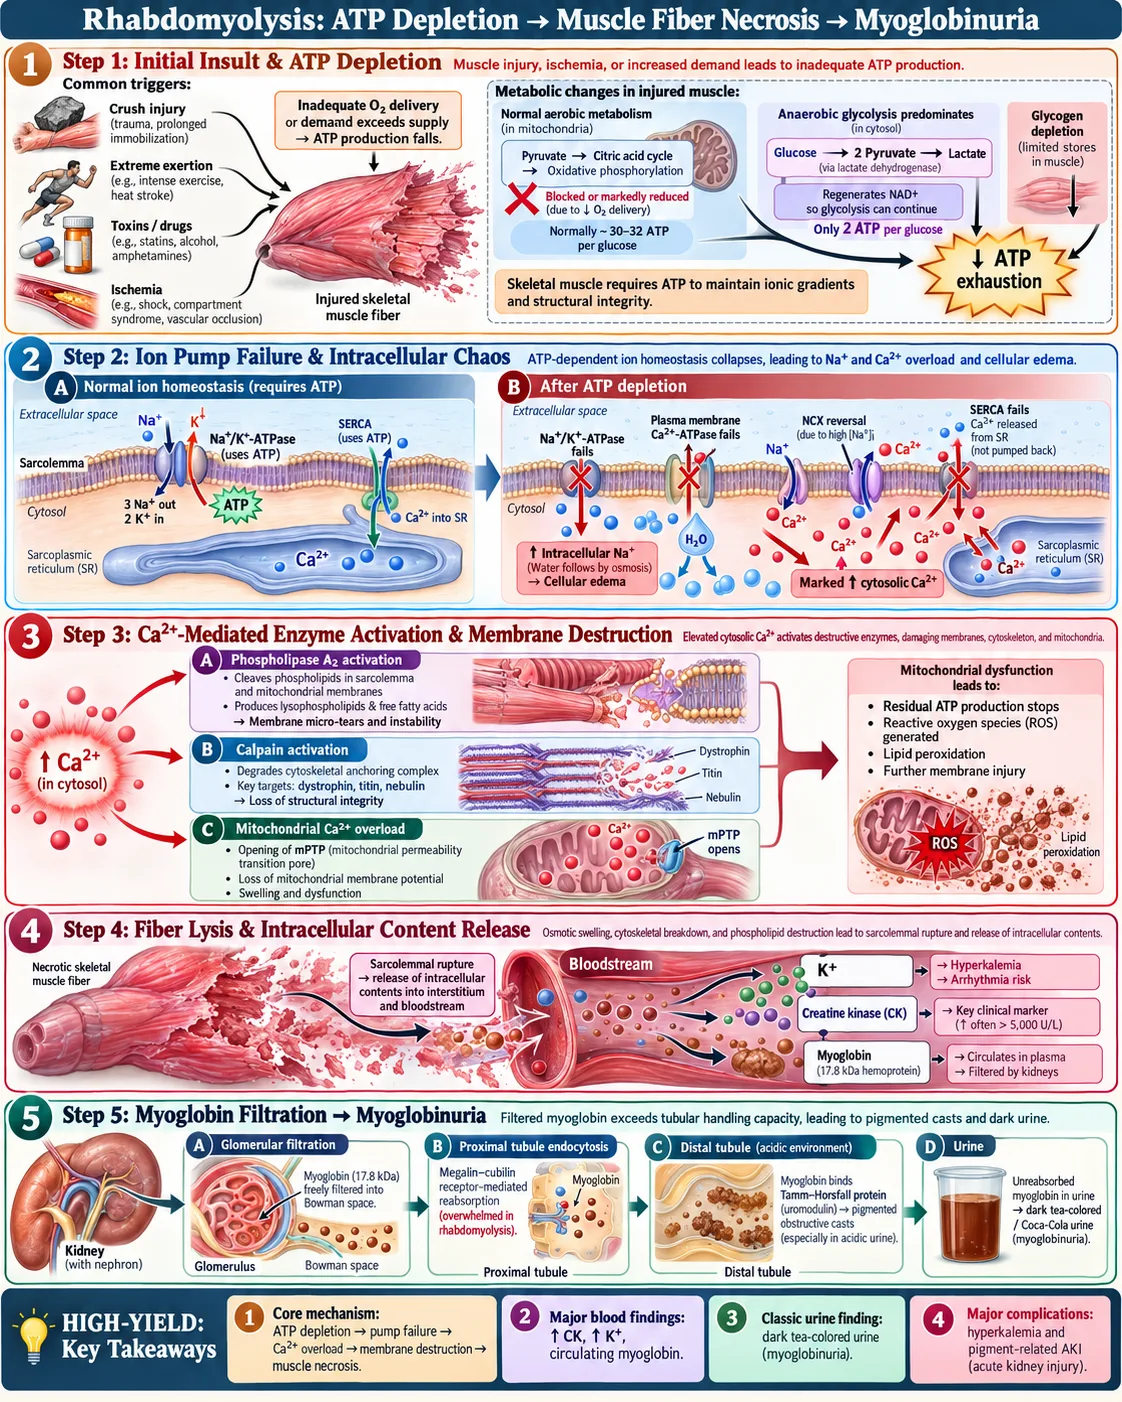 Rhabdomyolysis: ATP Depletion → Muscle Fiber Necrosis → Myoglobinuria
1
Step 1: Initial Insult & ATP Depletion
Muscle injury, ischemia, or increased demand leads to inadequate ATP production.
Common triggers:
Crush injury
(trauma, prolonged
immobilization)
Extreme exertion
(e.g., intense exercise,
heat stroke)
Toxins / drugs
(e.g., statins, alcohol,
amphetamines)
Ischemia
(e.g., shock, compartment
syndrome, vascular occlusion)
Inadequate O₂ delivery
or demand exceeds supply
→ ATP production falls.
Injured skeletal
muscle fiber
Metabolic changes in injured muscle:
Normal aerobic metabolism
(in mitochondria)
Pyruvate → Citric acid cycle
→ Oxidative phosphorylation
Blocked or markedly reduced
(due to ↓ O₂ delivery)
Normally ~ 30–32 ATP
per glucose
Anaerobic glycolysis predominates
(in cytosol)
Glucose → 2 Pyruvate → Lactate
(via lactate dehydrogenase)
Regenerates NAD+
so glycolysis can continue
Only 2 ATP per glucose
Glycogen
depletion
(limited stores
in muscle)
↓ ATP
exhaustion
Skeletal muscle requires ATP to maintain ionic gradients
and structural integrity.
2
Step 2: Ion Pump Failure & Intracellular Chaos
ATP-dependent ion homeostasis collapses, leading to Na⁺ and Ca²⁺ overload and cellular edema.
A
Normal ion homeostasis (requires ATP)
Extracellular space
Na⁺
K⁺
Na⁺/K⁺-ATPase
(uses ATP)
SERCA
(uses ATP)
Sarcolemma
Cytosol
3 Na⁺ out
2 K⁺ in
ATP
Ca²⁺ into SR
Sarcoplasmic
reticulum (SR)
Ca²⁺
B
After ATP depletion
Extracellular space
Na⁺/K⁺-ATPase
fails
Plasma membrane
Ca²⁺-ATPase fails
NCX reversal
(due to high [Na⁺]i
Na⁺
Ca²⁺
SERCA fails
Ca²⁺ released
from SR
(not pumped back)
Cytosol
H₂O
Ca²⁺
Ca²⁺
Ca²⁺
↑ Intracellular Na⁺
(Water follows by osmosis)
→ Cellular edema
Marked ↑ cytosolic Ca²⁺
Ca²⁺
Sarcoplasmic
reticulum (SR)
3
Step 3: Ca²⁺-Mediated Enzyme Activation & Membrane Destruction
Elevated cytosolic Ca²⁺ activates destructive enzymes, damaging membranes, cytoskeleton, and mitochondria.
↑ Ca²⁺
(in cytosol)
A
Phospholipase A₂ activation
• Cleaves phospholipids in sarcolemma
and mitochondrial membranes
• Produces lysophospholipids & free fatty acids
→ Membrane micro-tears and instability
B
Calpain activation
• Degrades cytoskeletal anchoring complex
• Key targets: dystrophin, titin, nebulin
→ Loss of structural integrity
Dystrophin
Titin
Nebulin
C
Mitochondrial Ca²⁺ overload
• Opening of mPTP (mitochondrial permeability
transition pore)
• Loss of mitochondrial membrane potential
• Swelling and dysfunction
Ca²⁺
mPTP
opens
Mitochondrial dysfunction
leads to:
• Residual ATP production stops
• Reactive oxygen species (ROS)
generated
• Lipid peroxidation
• Further membrane injury
ROS
Lipid
peroxidation
4
Step 4: Fiber Lysis & Intracellular Content Release
Osmotic swelling, cytoskeletal breakdown, and phospholipid destruction lead to sarcolemmal rupture and release of intracellular contents.
Necrotic skeletal
muscle fiber
Sarcolemmal rupture
→ release of intracellular
contents into interstitium
and bloodstream
Bloodstream
K⁺
→ Hyperkalemia
→ Arrhythmia risk
Creatine kinase (CK)
→ Key clinical marker
(↑ often > 5,000 U/L)
Myoglobin
(17.8 kDa hemoprotein)
→ Circulates in plasma
→ Filtered by kidneys
5
Step 5: Myoglobin Filtration → Myoglobinuria
Filtered myoglobin exceeds tubular handling capacity, leading to pigmented casts and dark urine.
Kidney
(with nephron)
A
Glomerular filtration
Myoglobin (17.8 kDa)
freely filtered into
Bowman space.
Glomerulus
Bowman space
B
Proximal tubule endocytosis
Megalin–cubilin
receptor–mediated
reabsorption
(overwhelmed in
rhabdomyolysis).
Myoglobin
Proximal tubule
C
Distal tubule (acidic environment)
Myoglobin binds
Tamm–Horsfall protein
(uromodulin) → pigmented
obstructive casts
(especially in acidic urine).
Distal tubule
D
Urine
Unreabsorbed
myoglobin in urine
→ dark tea-colored
/ Coca-Cola urine
(myoglobinuria).
HIGH-YIELD:
Key Takeaways
1
Core mechanism:
ATP depletion → pump failure →
Ca²⁺ overload → membrane destruction →
muscle necrosis.
2
Major blood findings:
↑ CK, ↑ K⁺,
circulating myoglobin.
3
Classic urine finding:
dark tea-colored urine
(myoglobinuria).
4
Major complications:
hyperkalemia and
pigment-related AKI
(acute kidney injury).